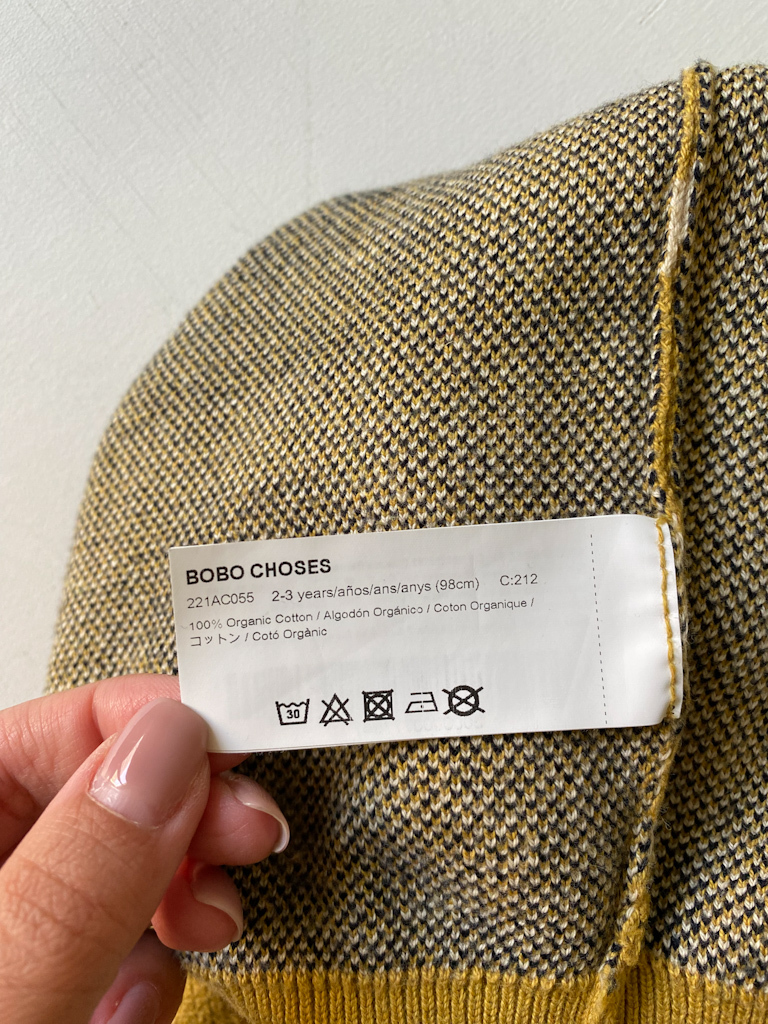 BOBO CHOSES
221AC055 2-3 years/años/ans/anys (98cm) C:212
100% Organic Cotton / Algodón Orgánico / Coton Organique /
コットン / Cotó Orgànic
30